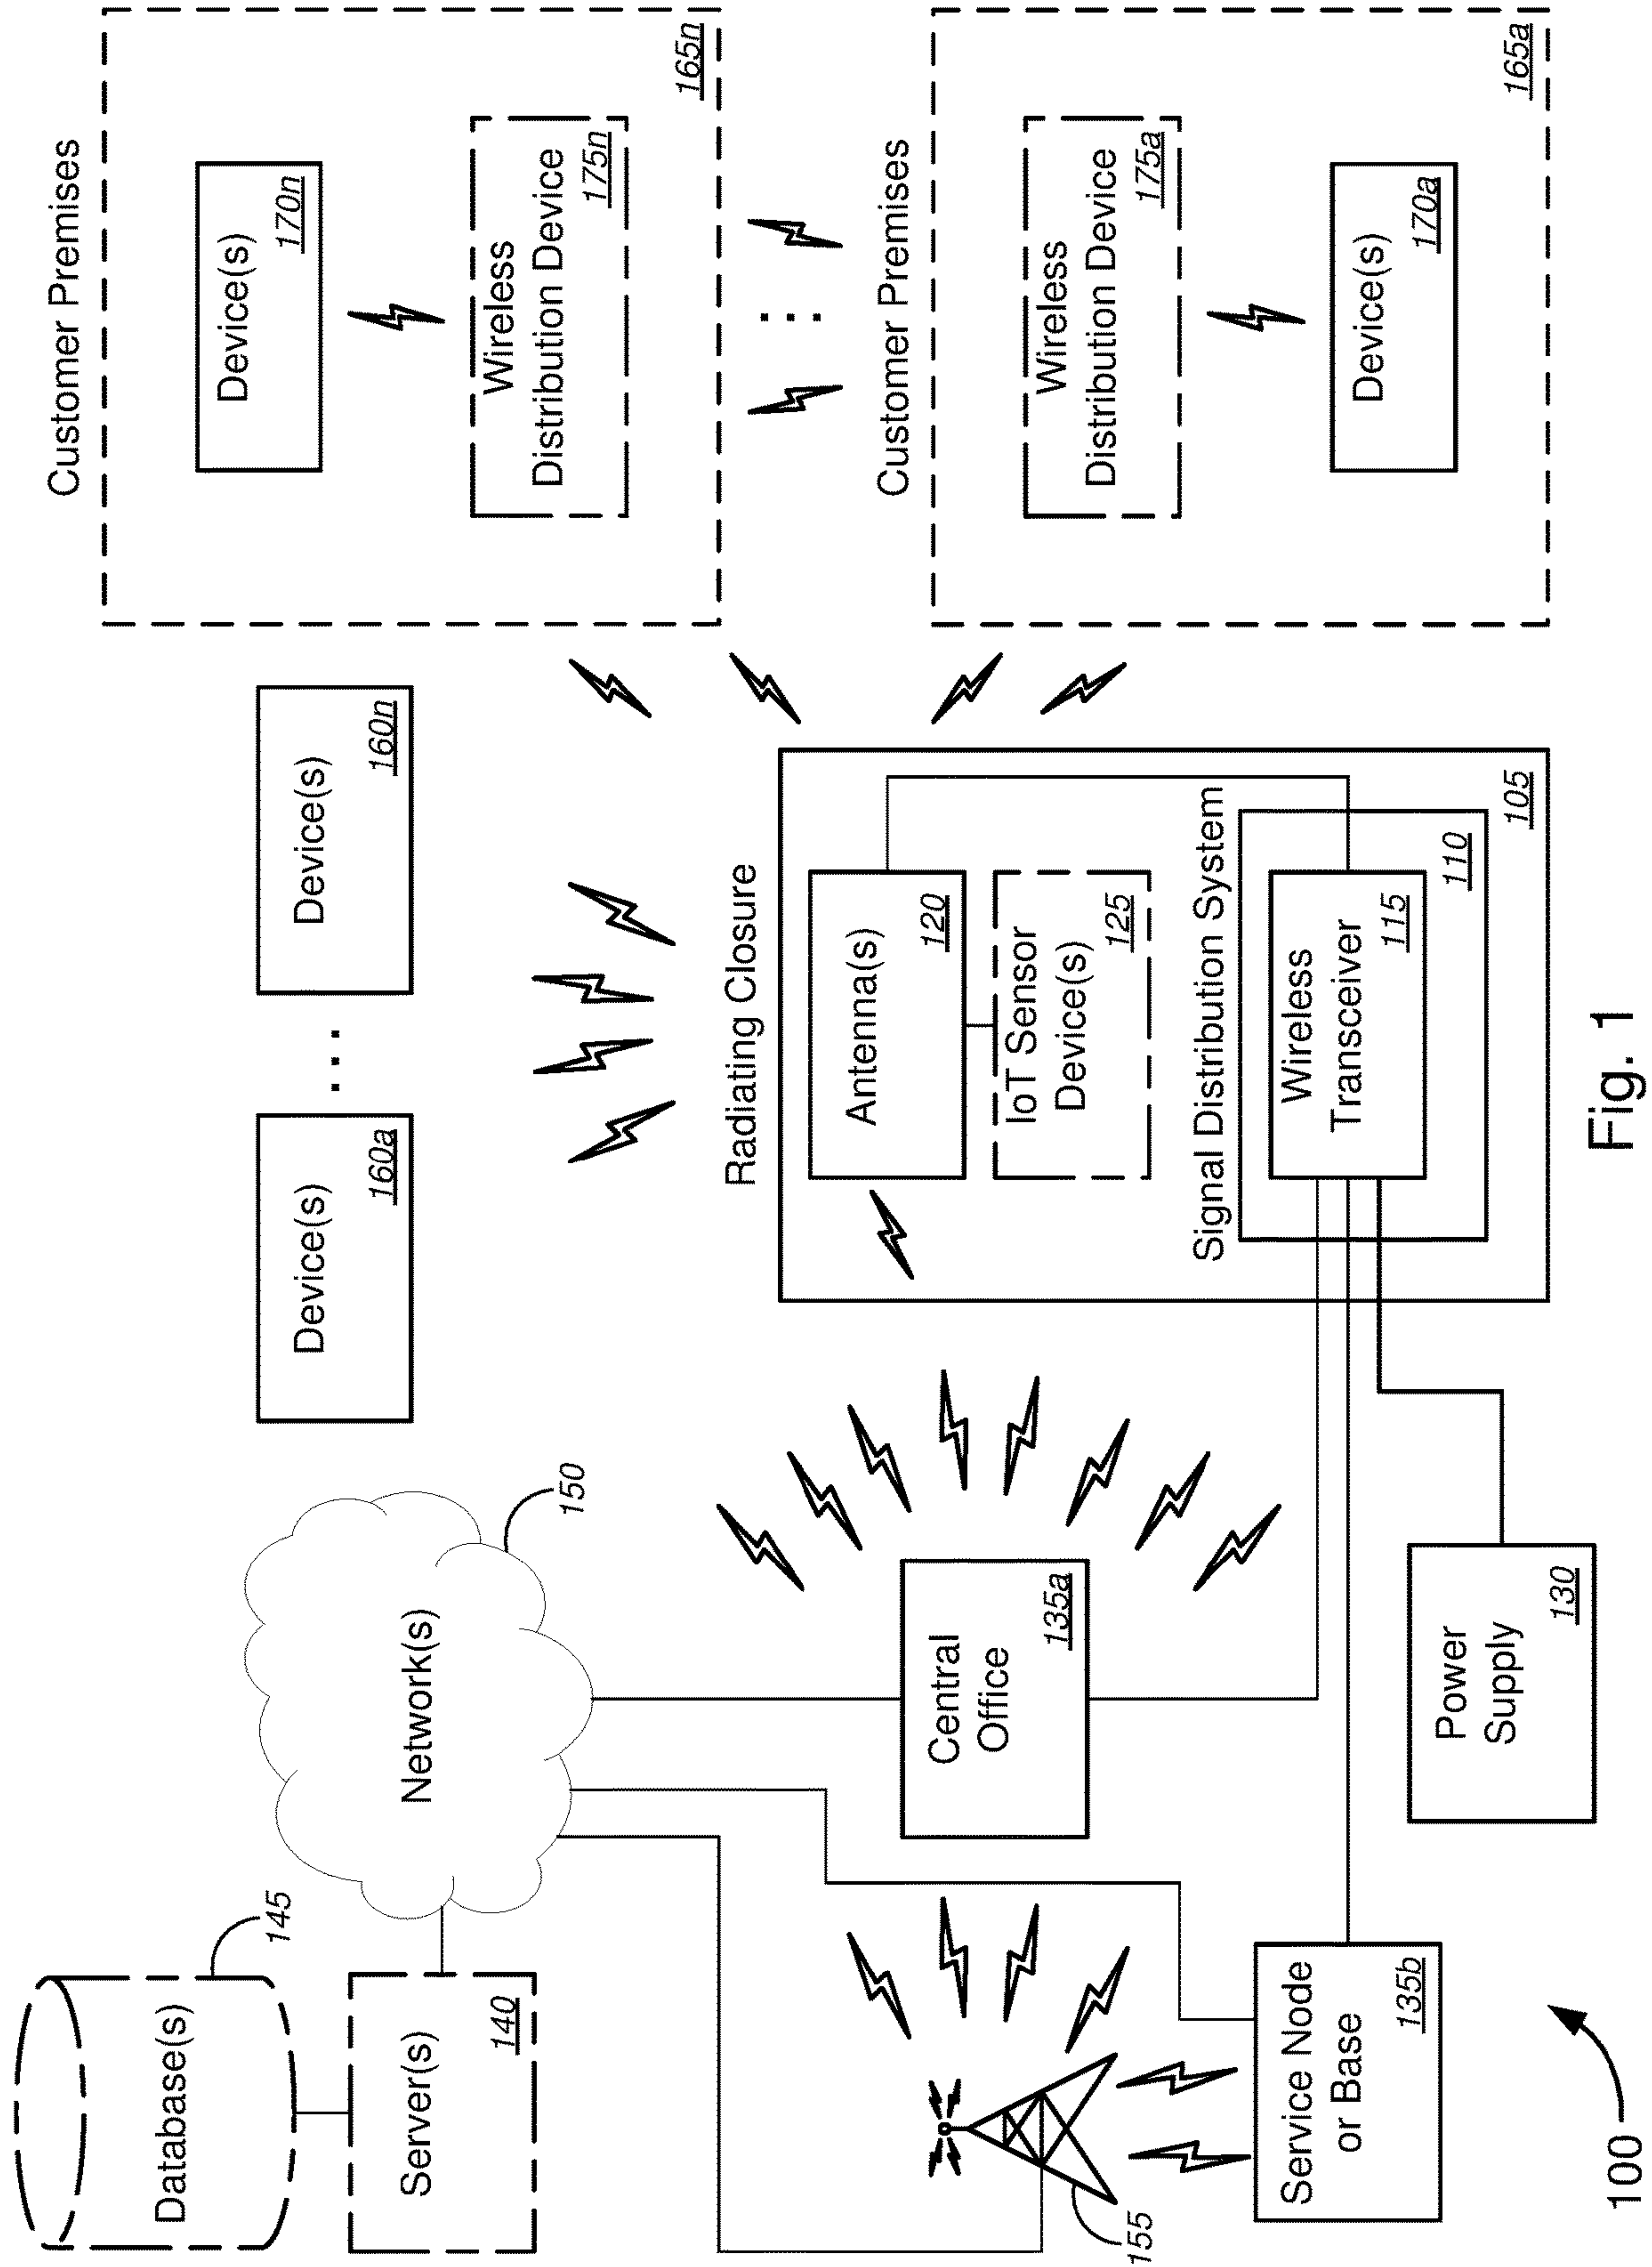 Database(s)
145
Server(s)
140
Network(s)
150
Device(s)
160a
...
Device(s)
160n
Customer Premises
Device(s)
170n
Wireless
Distribution Device
175n
165n
...
Customer Premises
Wireless
Distribution Device
175a
Device(s)
170a
165a
Radiating Closure
Antenna(s)
120
IoT Sensor
Device(s)
125
Signal Distribution System
Wireless
Transceiver
115
110
105
Central
Office
135a
155
Service Node
or Base
135b
Power
Supply
130
100
Fig. 1